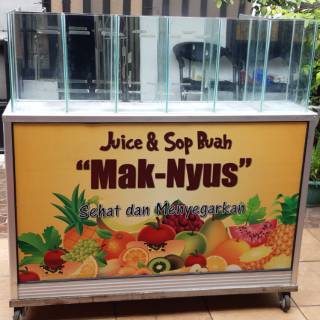 Juice & Sop Buah
"Mak-Nyus"
Sehat dan Menyegarkan